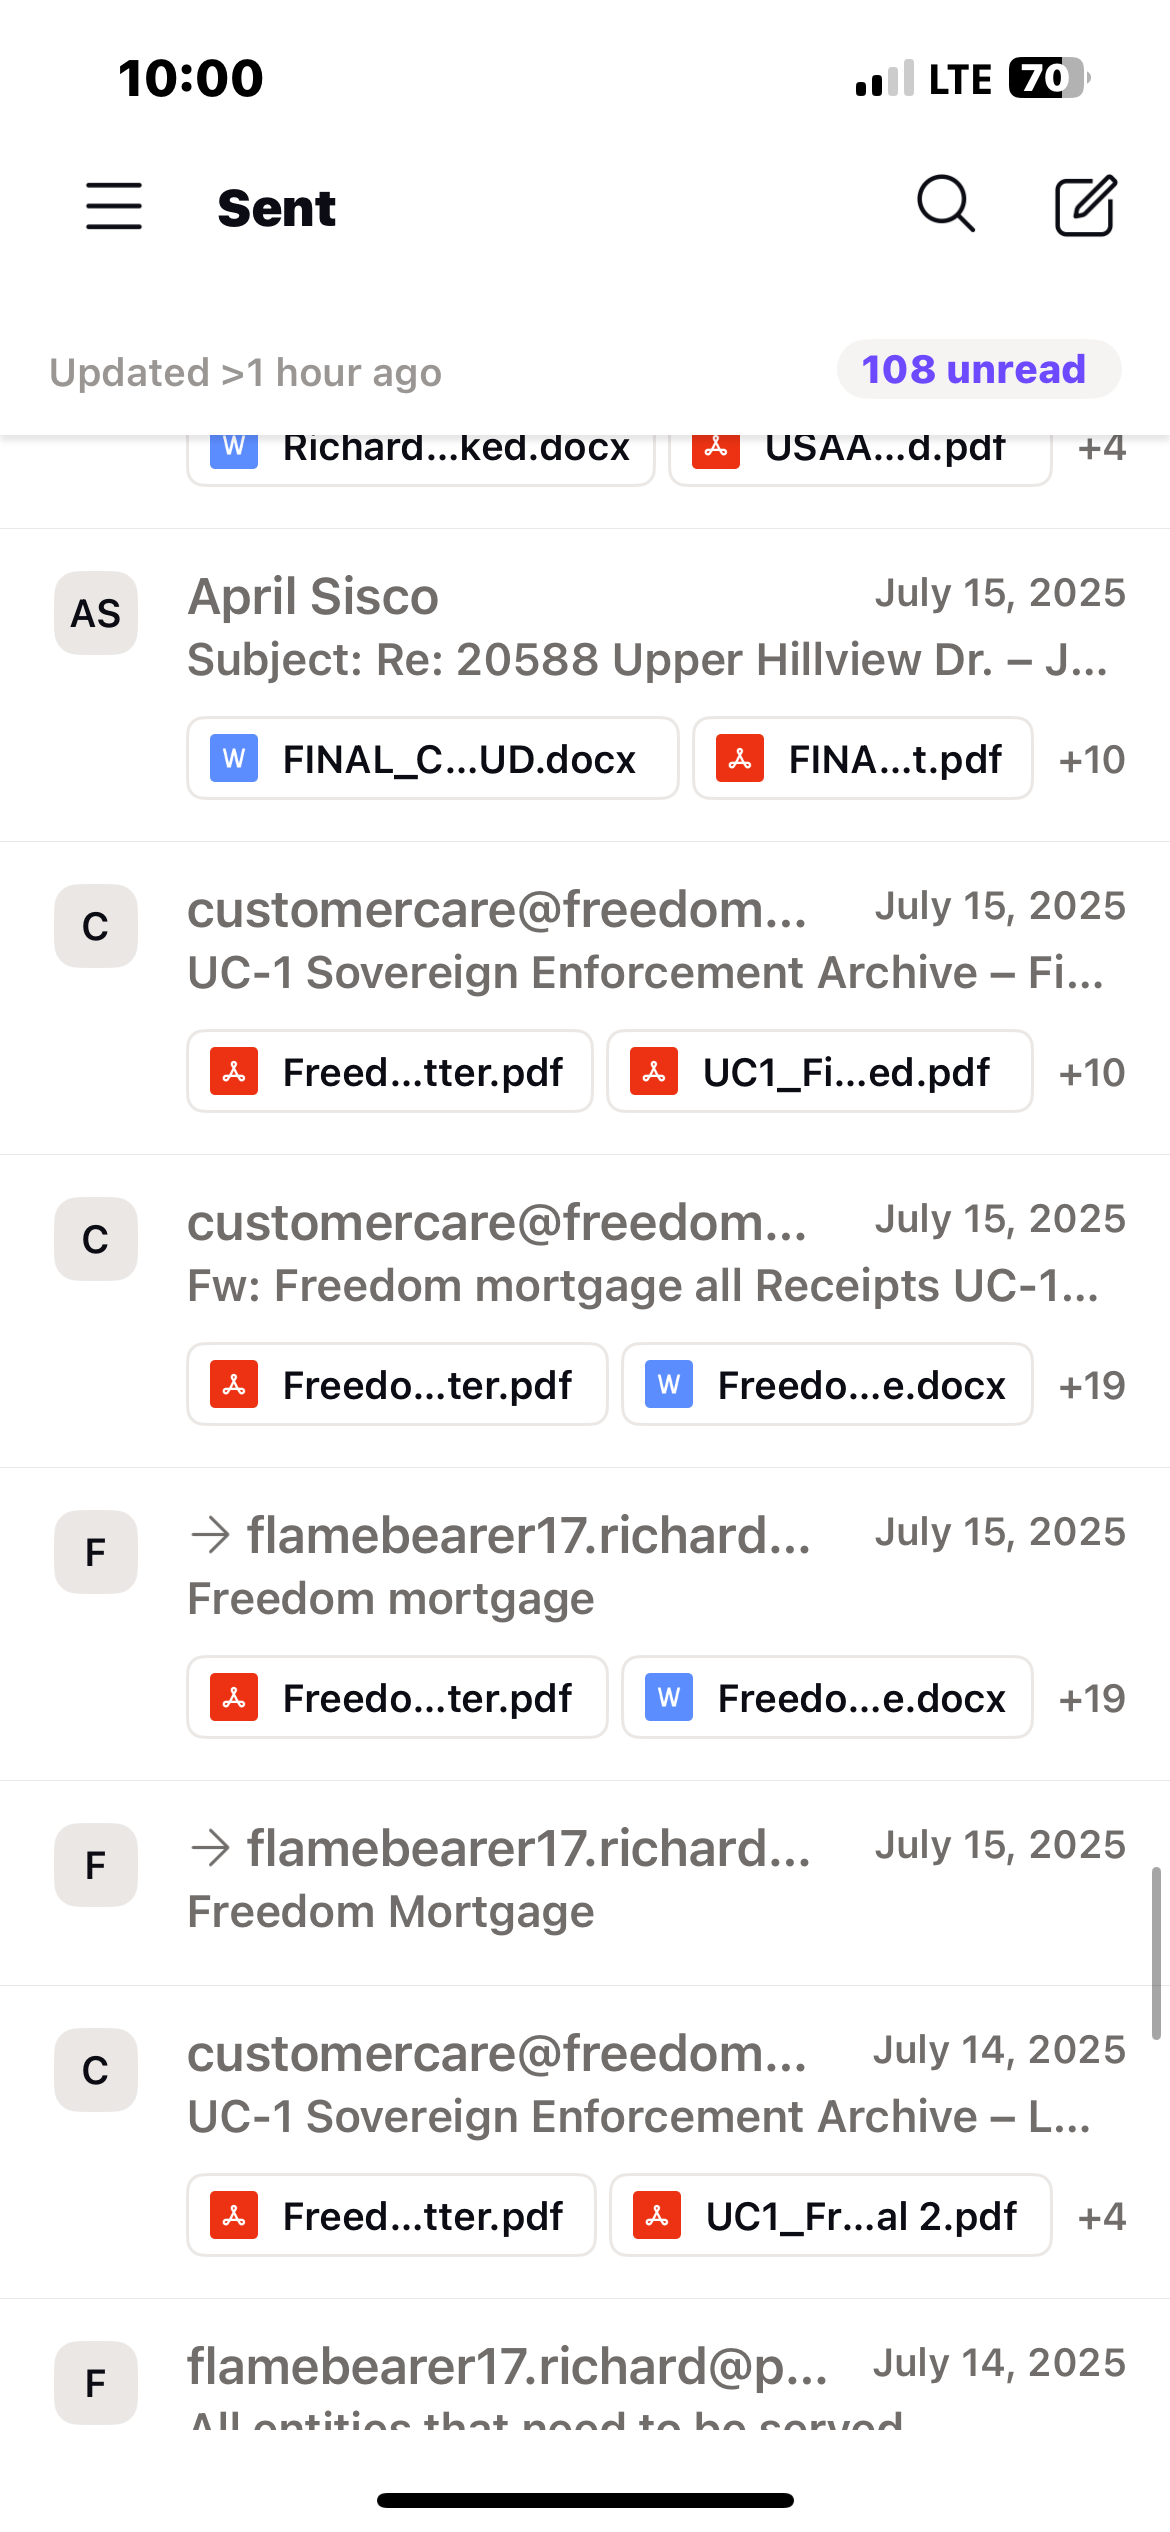 10:00
LTE 70
Sent
Updated >1 hour ago
108 unread
W Richard...ked.docx USAA...d.pdf +4
AS
April Sisco July 15, 2025
Subject: Re: 20588 Upper Hillview Dr. – J...
W FINAL_C...UD.docx FINA...t.pdf +10
C
customercare@freedom... July 15, 2025
UC-1 Sovereign Enforcement Archive – Fi...
Freed...tter.pdf UC1_Fi...ed.pdf +10
C
customercare@freedom... July 15, 2025
Fw: Freedom mortgage all Receipts UC-1...
Freedo...ter.pdf W Freedo...e.docx +19
F
→ flamebearer17.richard... July 15, 2025
Freedom mortgage
Freedo...ter.pdf W Freedo...e.docx +19
F
→ flamebearer17.richard... July 15, 2025
Freedom Mortgage
C
customercare@freedom... July 14, 2025
UC-1 Sovereign Enforcement Archive – L...
Freed...tter.pdf UC1_Fr...al 2.pdf +4
F
flamebearer17.richard@p... July 14, 2025
All entities that need to be served